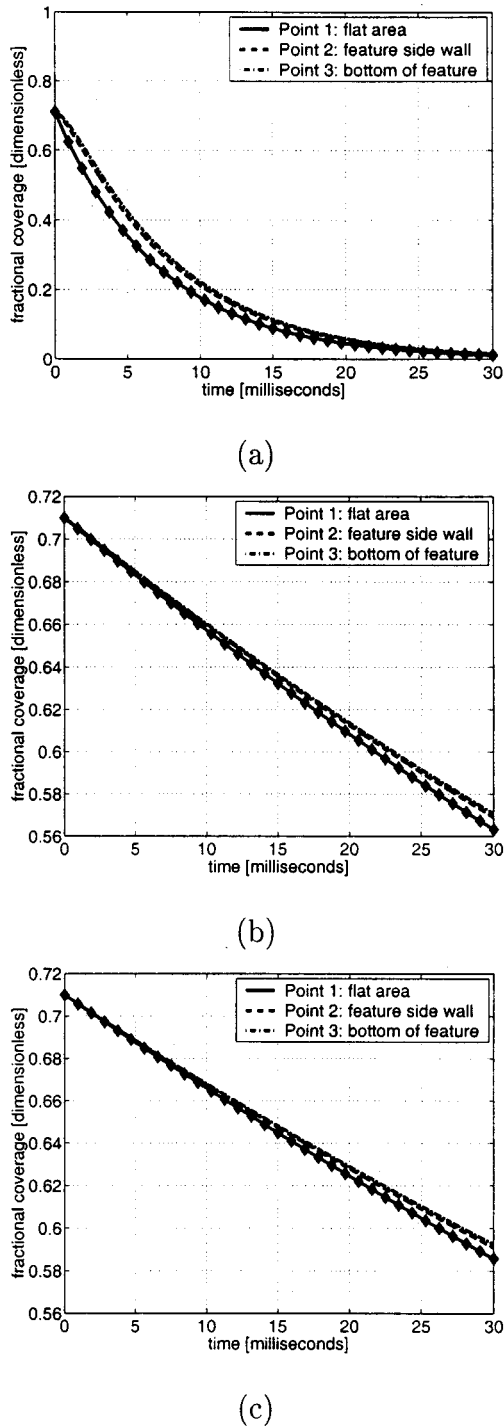 1
Point 1: flat area
Point 2: feature side wall
Point 3: bottom of feature
0.8
0.6
0.4
0.2
0
fractional coverage [dimensionless]
0 5 10 15 20 25 30
time [milliseconds]
(a)
0.72
Point 1: flat area
Point 2: feature side wall
Point 3: bottom of feature
0.7
0.68
0.66
0.64
0.62
0.6
0.58
0.56
fractional coverage [dimensionless]
0 5 10 15 20 25 30
time [milliseconds]
(b)
0.72
Point 1: flat area
Point 2: feature side wall
Point 3: bottom of feature
0.7
0.68
0.66
0.64
0.62
0.6
0.58
0.56
fractional coverage [dimensionless]
0 5 10 15 20 25 30
time [milliseconds]
(c)